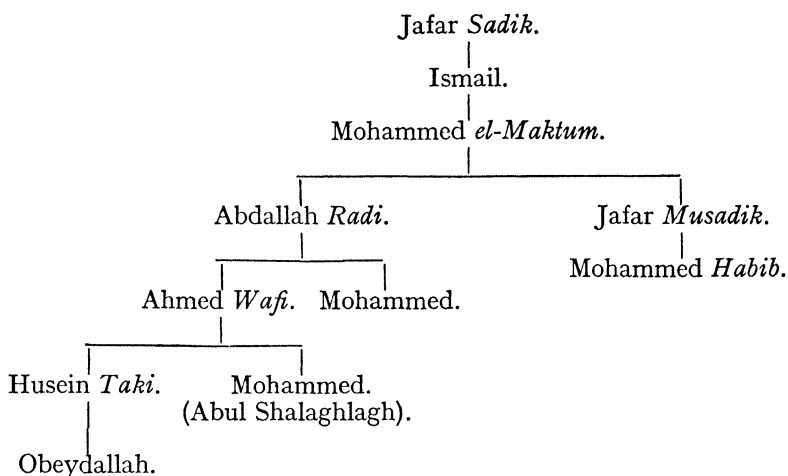 Jafar Sadik.
Ismail.
Mohammed el-Maktum.
Abdallah Radi. Jafar Musadik.
Mohammed Habib.
Ahmed Wafi. Mohammed.
Husein Taki. Mohammed.
(Abul Shalaghlagh).
Obeydallah.